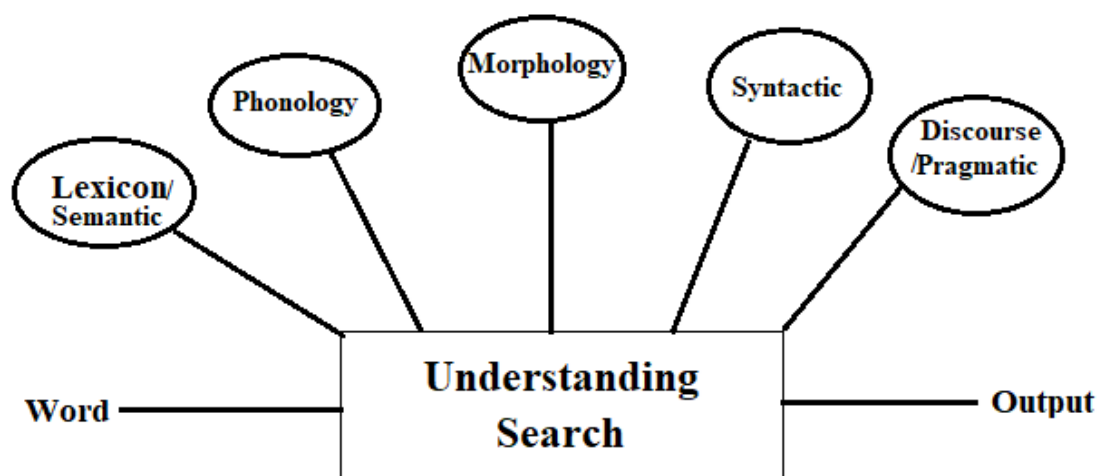 Morphology
Phonology
Syntactic
Discourse
/Pragmatic
Lexicon/
Semantic
Understanding
Search
Word
Output